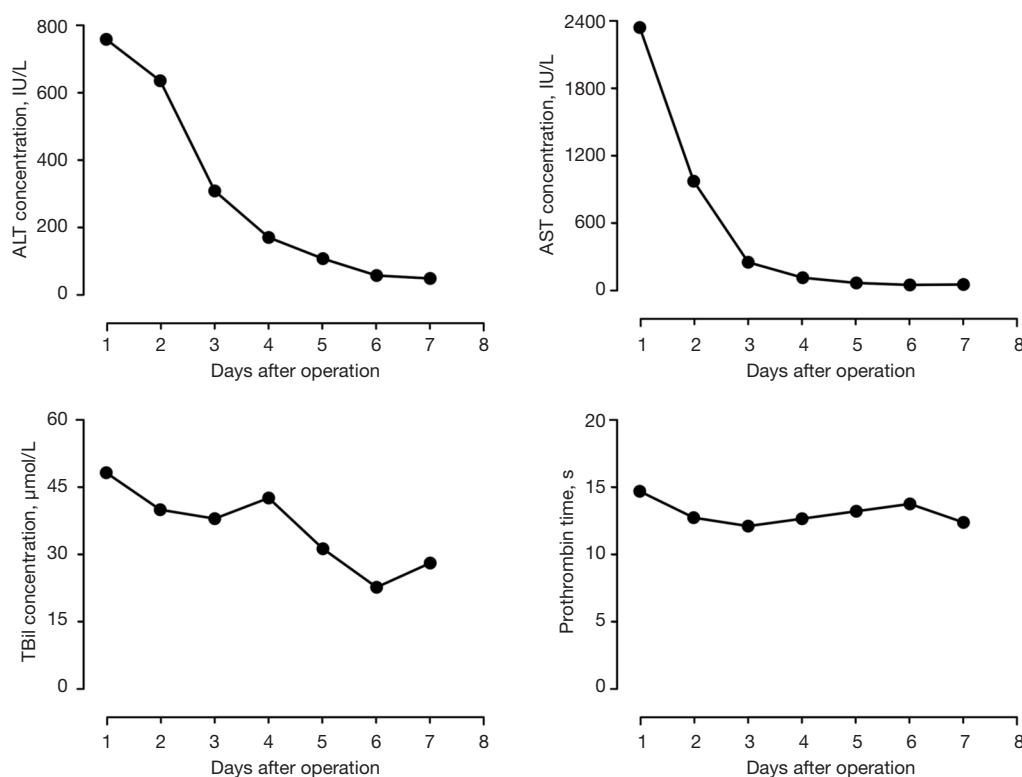 ALT concentration, IU/L
800
600
400
200
0
1 2 3 4 5 6 7 8
Days after operation
AST concentration, IU/L
2400
1800
1200
600
0
1 2 3 4 5 6 7 8
Days after operation
TBil concentration, μmol/L
60
45
30
15
0
1 2 3 4 5 6 7 8
Days after operation
Prothrombin time, s
20
15
10
5
0
1 2 3 4 5 6 7 8
Days after operation